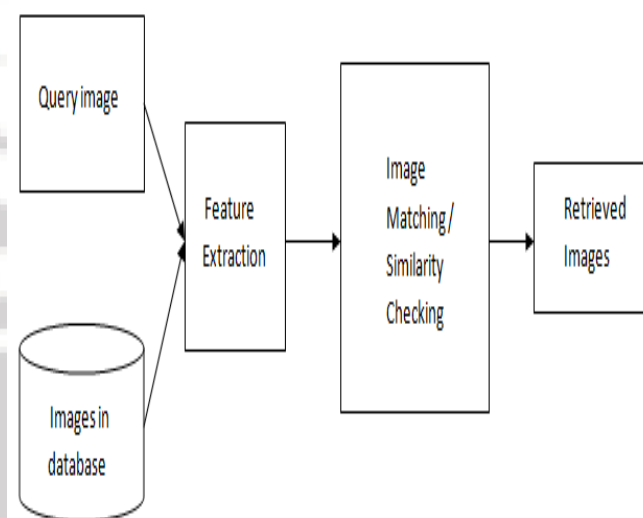 Query image
Feature
Extraction
Image
Matching/
Similarity
Checking
Retrieved
Images
Images in
database